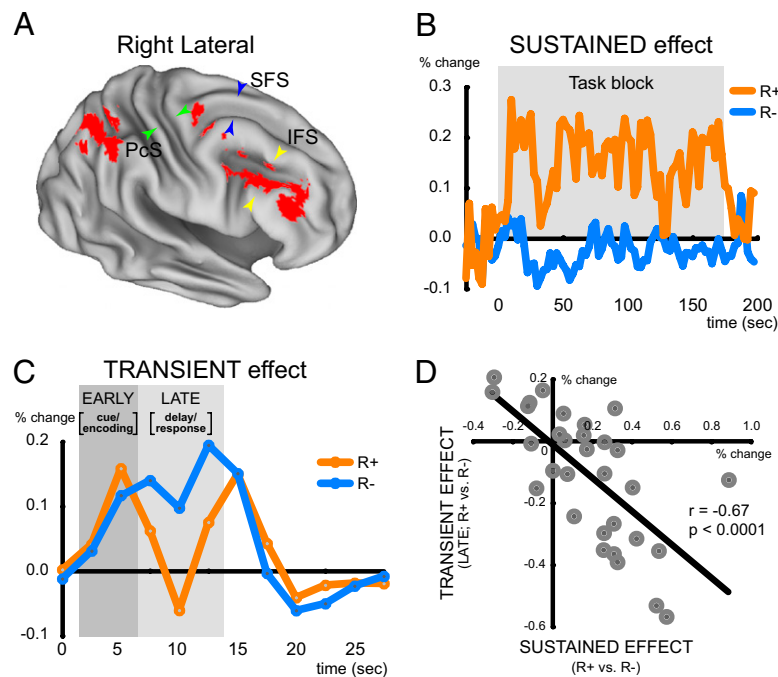 A
Right Lateral
SFS
IFS
PcS
B
SUSTAINED effect
% change
Task block
R+
R-
0.3
0.2
0.1
0.0
-0.1
0 50 100 150 200
time (sec)
C
TRANSIENT effect
EARLY LATE
% change
[cue/ encoding]
[delay/ response]
R+
R-
0.2
0.1
0.0
-0.1
0 5 10 15 20 25
time (sec)
D
0.2
% change
-0.4 -0.2 0.2 0.4 0.6 0.8 1.0
% change
-0.2
-0.4
-0.6
r = -0.67
p < 0.0001
TRANSIENT EFFECT
(LATE; R+ vs. R-)
SUSTAINED EFFECT
(R+ vs. R-)